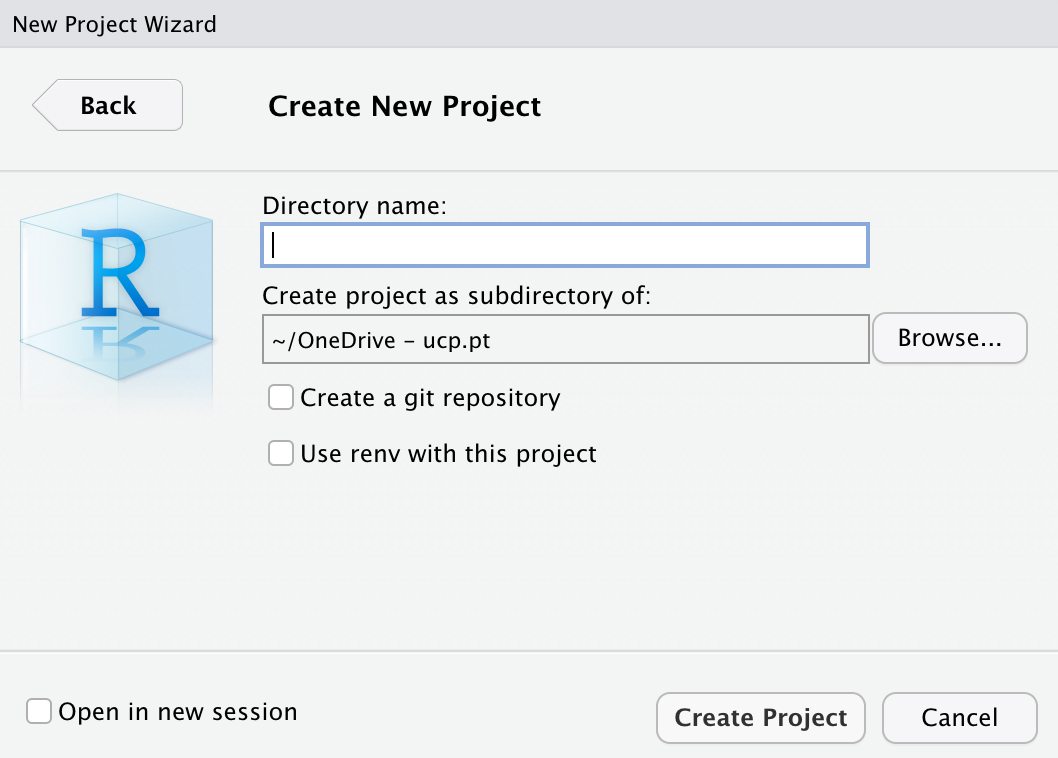 New Project Wizard
Back
Create New Project
R
Directory name:
Create project as subdirectory of:
~/OneDrive - ucp.pt
Browse...
Create a git repository
Use renv with this project
Open in new session
Create Project
Cancel